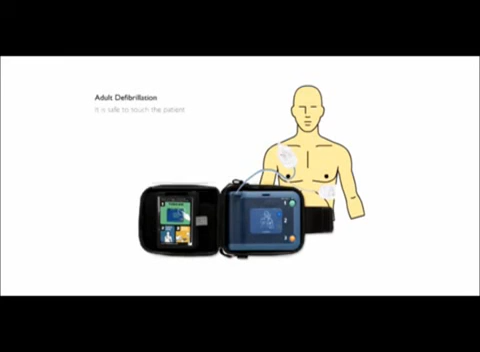 Adult Defibrillation
It is safe to touch the patient